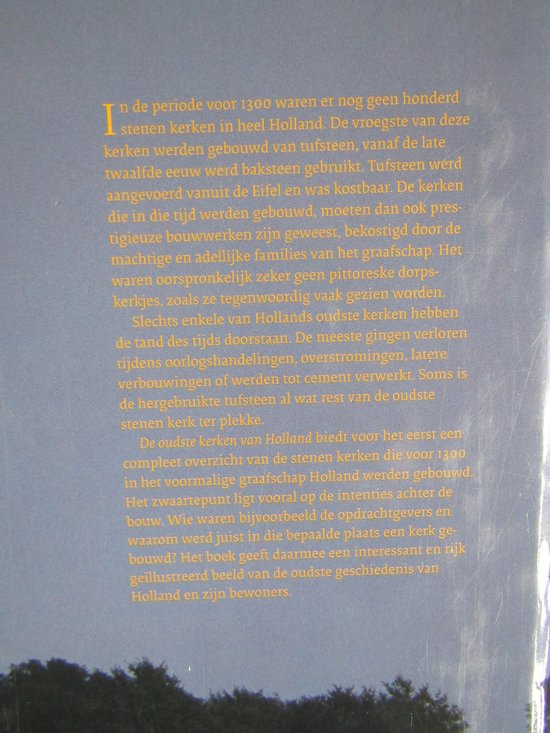 In de periode voor 1300 waren er nog geen honderd
stenen kerken in heel Holland. De vroegste van deze
kerken werden gebouwd van tufsteen, vanaf de late
twaalfde eeuw werd baksteen gebruikt. Tufsteen werd
aangevoerd vanuit de Eifel en was kostbaar. De kerken
die in die tijd werden gebouwd, moeten dan ook pres-
tigieuze bouwwerken zijn geweest, bekostigd door de
machtige en adellijke families van het graafschap. Het
waren oorspronkelijk zeker geen pittoreske dorps-
kerkjes, zoals ze tegenwoordig vaak gezien worden.
Slechts enkele van Hollands oudste kerken hebben
de tand des tijds doorstaan. De meeste gingen verloren
tijdens oorlogshandelingen, overstromingen, latere
verbouwingen of werden tot cement verwerkt. Soms is
de hergebruikte tufsteen al wat rest van de oudste
stenen kerk ter plekke.
De oudste kerken van Holland biedt voor het eerst een
compleet overzicht van de stenen kerken die voor 1300
in het voormalige graafschap Holland werden gebouwd.
Het zwaartepunt ligt vooral op de intenties achter de
bouw. Wie waren bijvoorbeeld de opdrachtgevers en
waarom werd juist in die bepaalde plaats een kerk ge-
bouwd? Het boek geeft daarmee een interessant en rijk
geïllustreerd beeld van de oudste geschiedenis van
Holland en zijn bewoners.